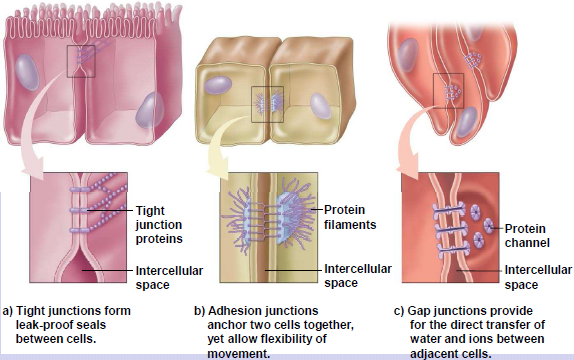 Tight
junction
proteins
Intercellular
space
a) Tight junctions form
leak-proof seals
between cells.
Protein
filaments
Intercellular
space
b) Adhesion junctions
anchor two cells together,
yet allow flexibility of
movement.
Protein
channel
Intercellular
space
c) Gap junctions provide
for the direct transfer of
water and ions between
adjacent cells.